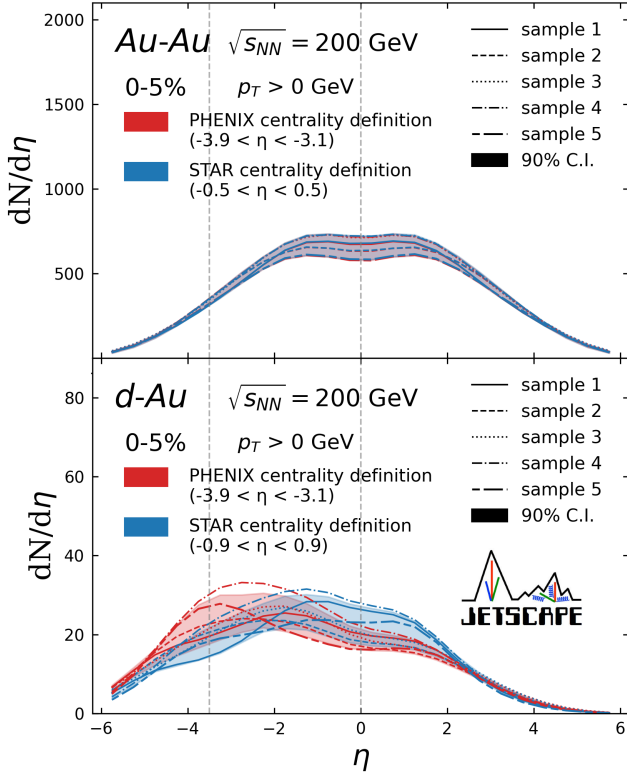 2000
1500
1000
500
dN/dη
Au-Au √sNN = 200 GeV
0-5% pT > 0 GeV
PHENIX centrality definition
(-3.9 < η < -3.1)
STAR centrality definition
(-0.5 < η < 0.5)
sample 1
sample 2
sample 3
sample 4
sample 5
90% C.I.
80
60
40
20
0
dN/dη
d-Au √sNN = 200 GeV
0-5% pT > 0 GeV
PHENIX centrality definition
(-3.9 < η < -3.1)
STAR centrality definition
(-0.9 < η < 0.9)
sample 1
sample 2
sample 3
sample 4
sample 5
90% C.I.
JETSCAPE
−6 −4 −2 0 2 4 6
η